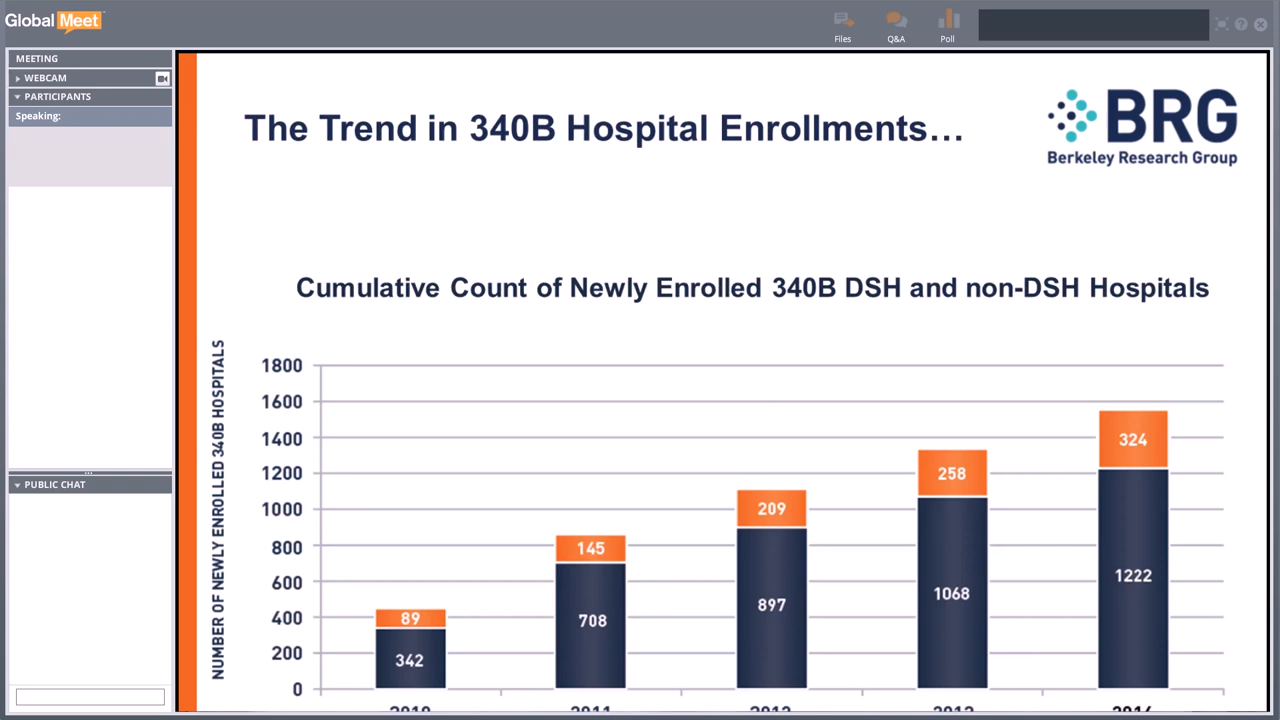 GlobalMeet
Files
Q&A
Poll
MEETING
WEBCAM
PARTICIPANTS
Speaking:
PUBLIC CHAT
The Trend in 340B Hospital Enrollments…
BRG
Berkeley Research Group
Cumulative Count of Newly Enrolled 340B DSH and non-DSH Hospitals
NUMBER OF NEWLY ENROLLED 340B HOSPITALS
1800
1600
1400
1200
1000
800
600
400
200
0
89
342
145
708
209
897
258
1068
324
1222